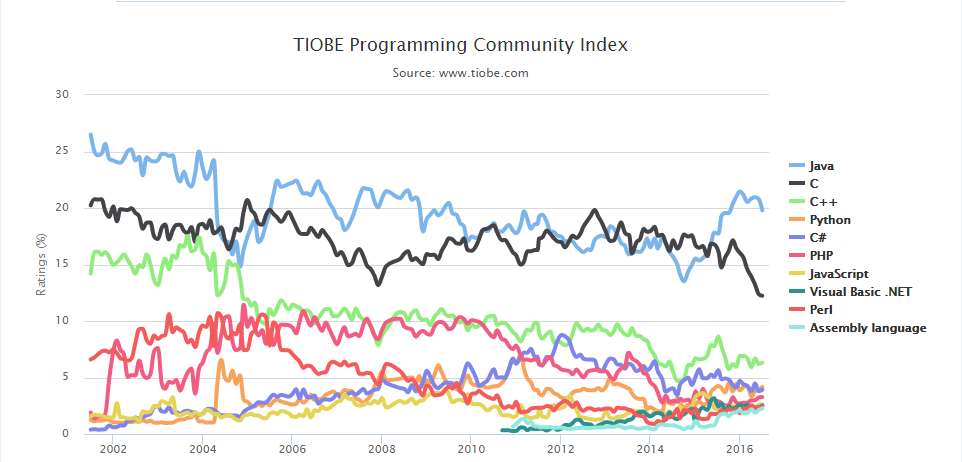 TIOBE Programming Community Index
Source: www.tiobe.com
Ratings (%)
30
25
20
15
10
5
0
2002 2004 2006 2008 2010 2012 2014 2016
Java
C
C++
Python
C#
PHP
JavaScript
Visual Basic .NET
Perl
Assembly language